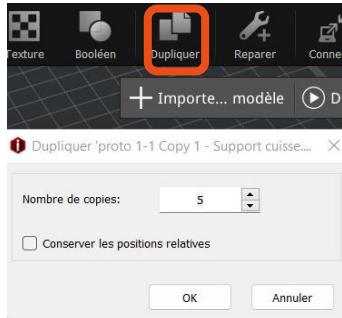 Texture Booléen Dupliquer Reparer Conne
Importe... modèle D
Dupliquer 'proto 1-1 Copy 1 - Support cuisse....
Nombre de copies: 5
Conserver les positions relatives
OK Annuler